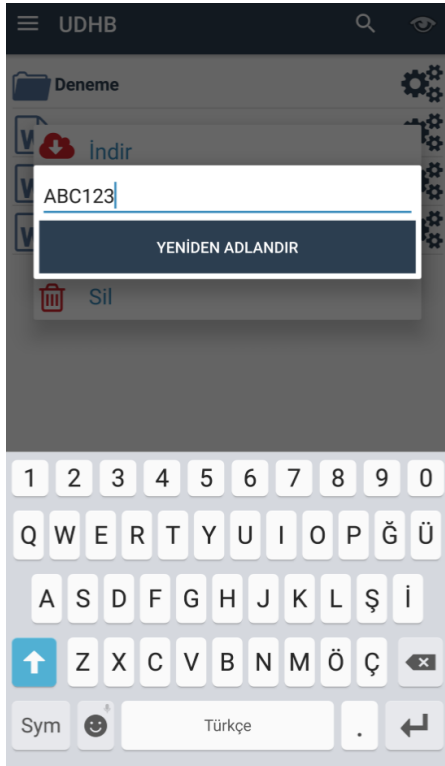 UDHB
Deneme
W
İndir
W
ABC123
W
YENİDEN ADLANDIR
Sil
1 2 3 4 5 6 7 8 9 0
Q W E R T Y U I O P Ğ Ü
A S D F G H J K L Ş İ
Z X C V B N M Ö Ç
Sym Türkçe .